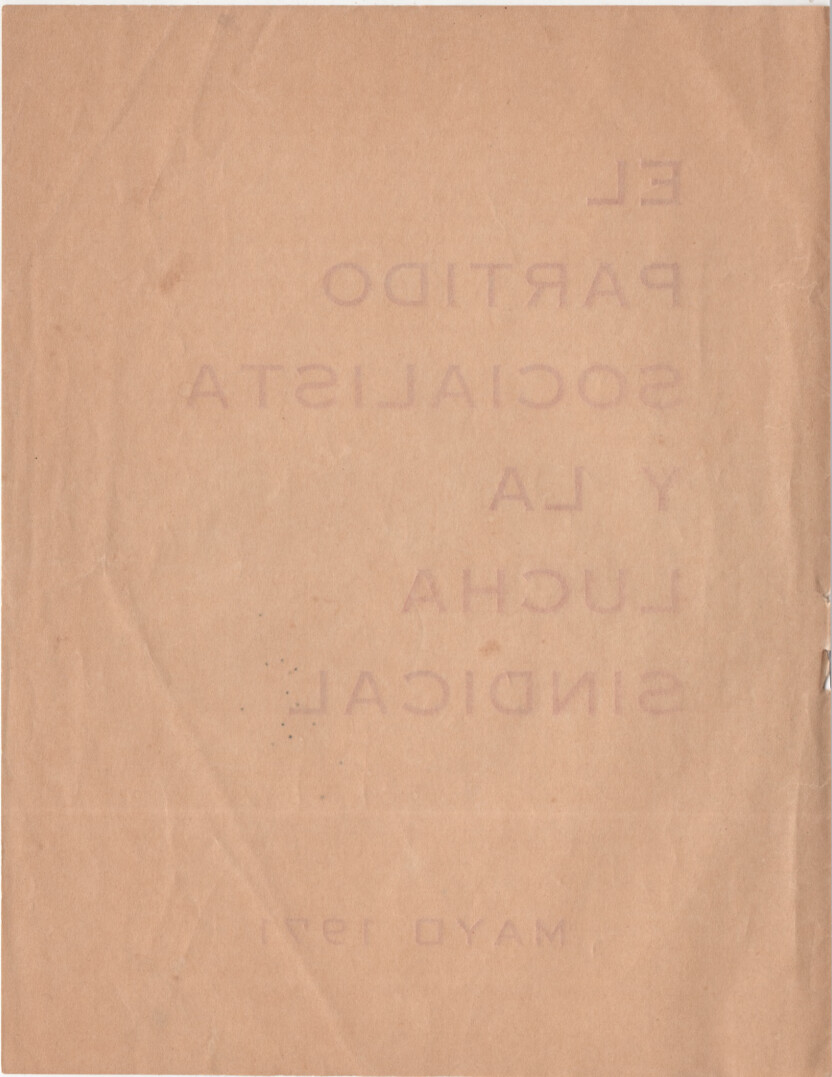 EL
PARTIDO
SOCIALISTA
Y LA
LUCHA
SINDICAL
MAYO 1971